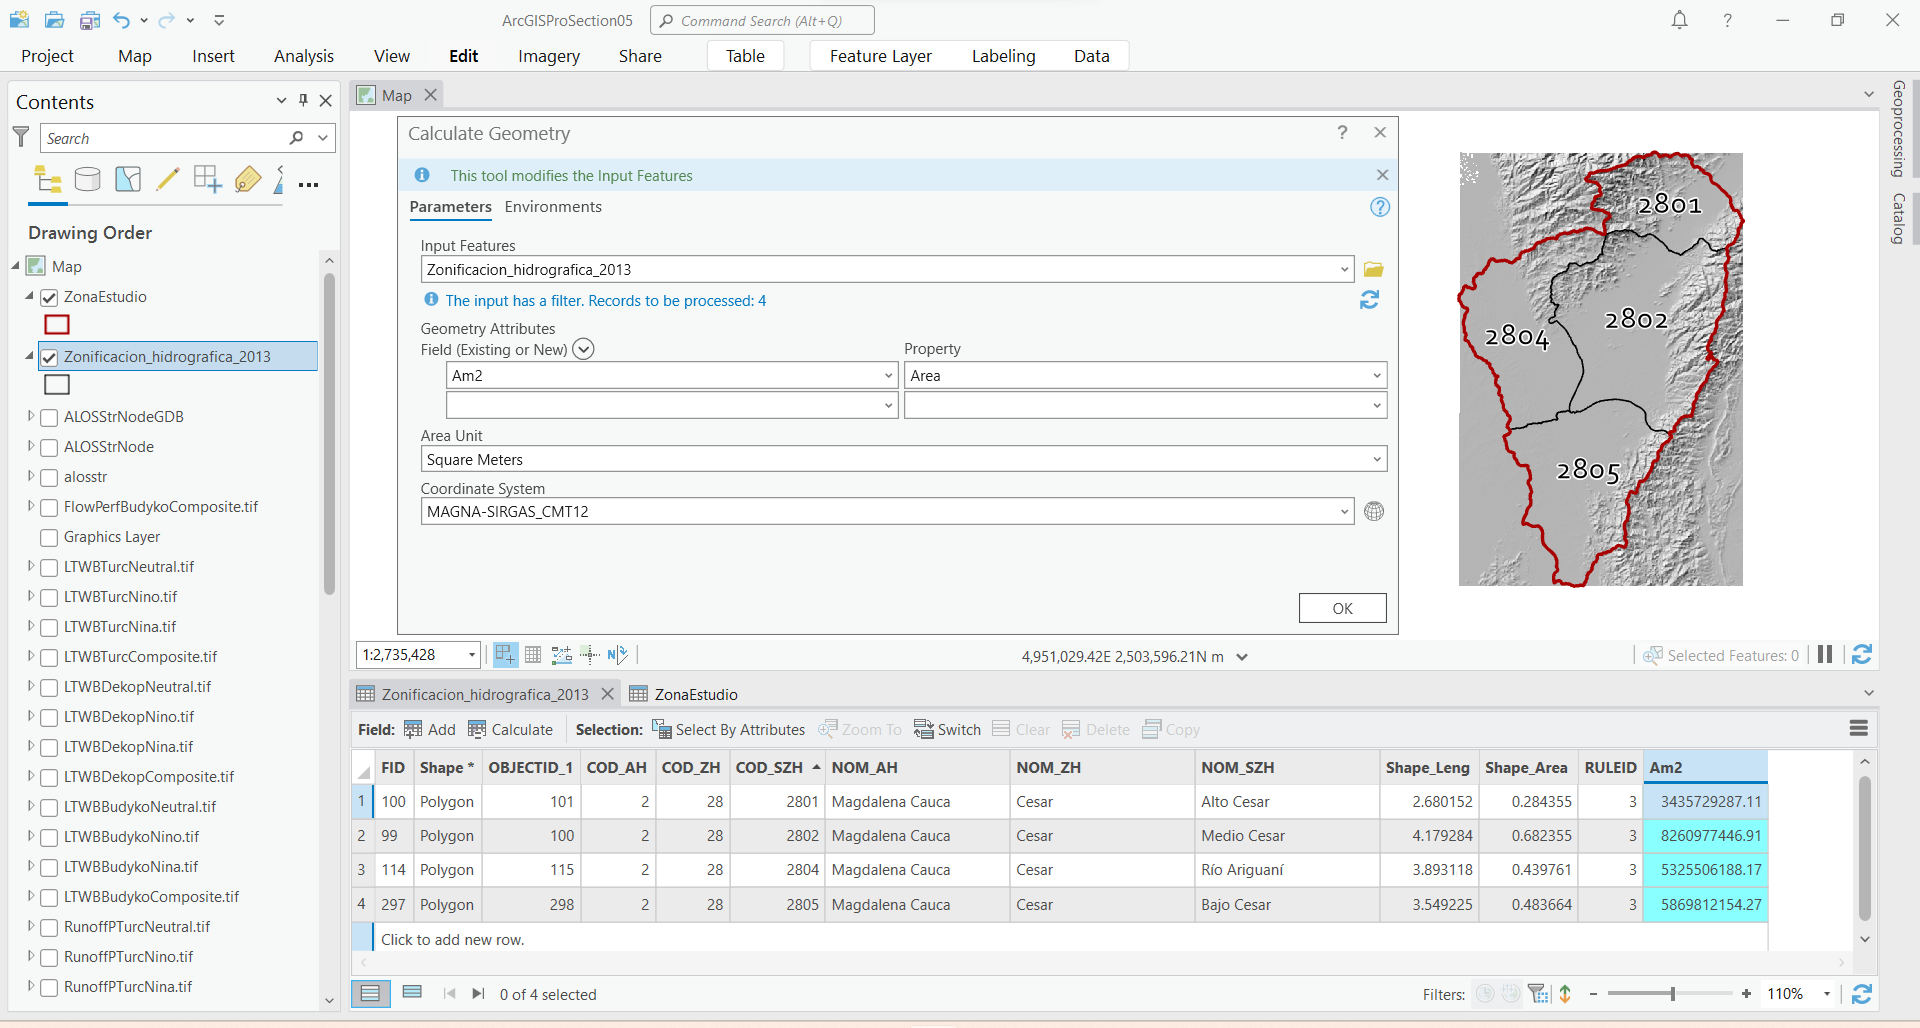 ArcGISProSection05
Command Search (Alt+Q)
?
Project Map Insert Analysis View Edit Imagery Share Table Feature Layer Labeling Data
Contents
Search
Drawing Order
Map
ZonaEstudio
Zonificacion_hidrografica_2013
ALOSStrNodeGDB
ALOSStrNode
alosstr
FlowPerfBudykoComposite.tif
Graphics Layer
LTWBTurcNeutral.tif
LTWBTurcNino.tif
LTWBTurcNina.tif
LTWBTurcComposite.tif
LTWBDekopNeutral.tif
LTWBDekopNino.tif
LTWBDekopNina.tif
LTWBDekopComposite.tif
LTWBBudykoNeutral.tif
LTWBBudykoNino.tif
LTWBBudykoNina.tif
LTWBBudykoComposite.tif
RunoffPTurcNeutral.tif
RunoffPTurcNino.tif
RunoffPTurcNina.tif
Map
Calculate Geometry
?
This tool modifies the Input Features
Parameters Environments
?
Input Features
Zonificacion_hidrografica_2013
The input has a filter. Records to be processed: 4
Geometry Attributes
Field (Existing or New) Property
Am2 Area
Area Unit
Square Meters
Coordinate System
MAGNA-SIRGAS_CMT12
OK
2801
2802
2804
2805
Geoprocessing
Catalog
1:2,735,428
N
4,951,029.42E 2,503,596.21N m
Selected Features: 0
Zonificacion_hidrografica_2013 ZonaEstudio
Field: Add Calculate Selection: Select By Attributes Zoom To Switch Clear Delete Copy
FID Shape * OBJECTID_1 COD_AH COD_ZH COD_SZH NOM_AH NOM_ZH NOM_SZH Shape_Leng Shape_Area RULEID Am2
1 100 Polygon 101 2 28 2801 Magdalena Cauca Cesar Alto Cesar 2.680152 0.284355 3 3435729287.11
2 99 Polygon 100 2 28 2802 Magdalena Cauca Cesar Medio Cesar 4.179284 0.682355 3 8260977446.91
3 114 Polygon 115 2 28 2804 Magdalena Cauca Cesar Río Ariguaní 3.893118 0.439761 3 5325506188.17
4 297 Polygon 298 2 28 2805 Magdalena Cauca Cesar Bajo Cesar 3.549225 0.483664 3 5869812154.27
Click to add new row.
0 of 4 selected
Filters:
110%